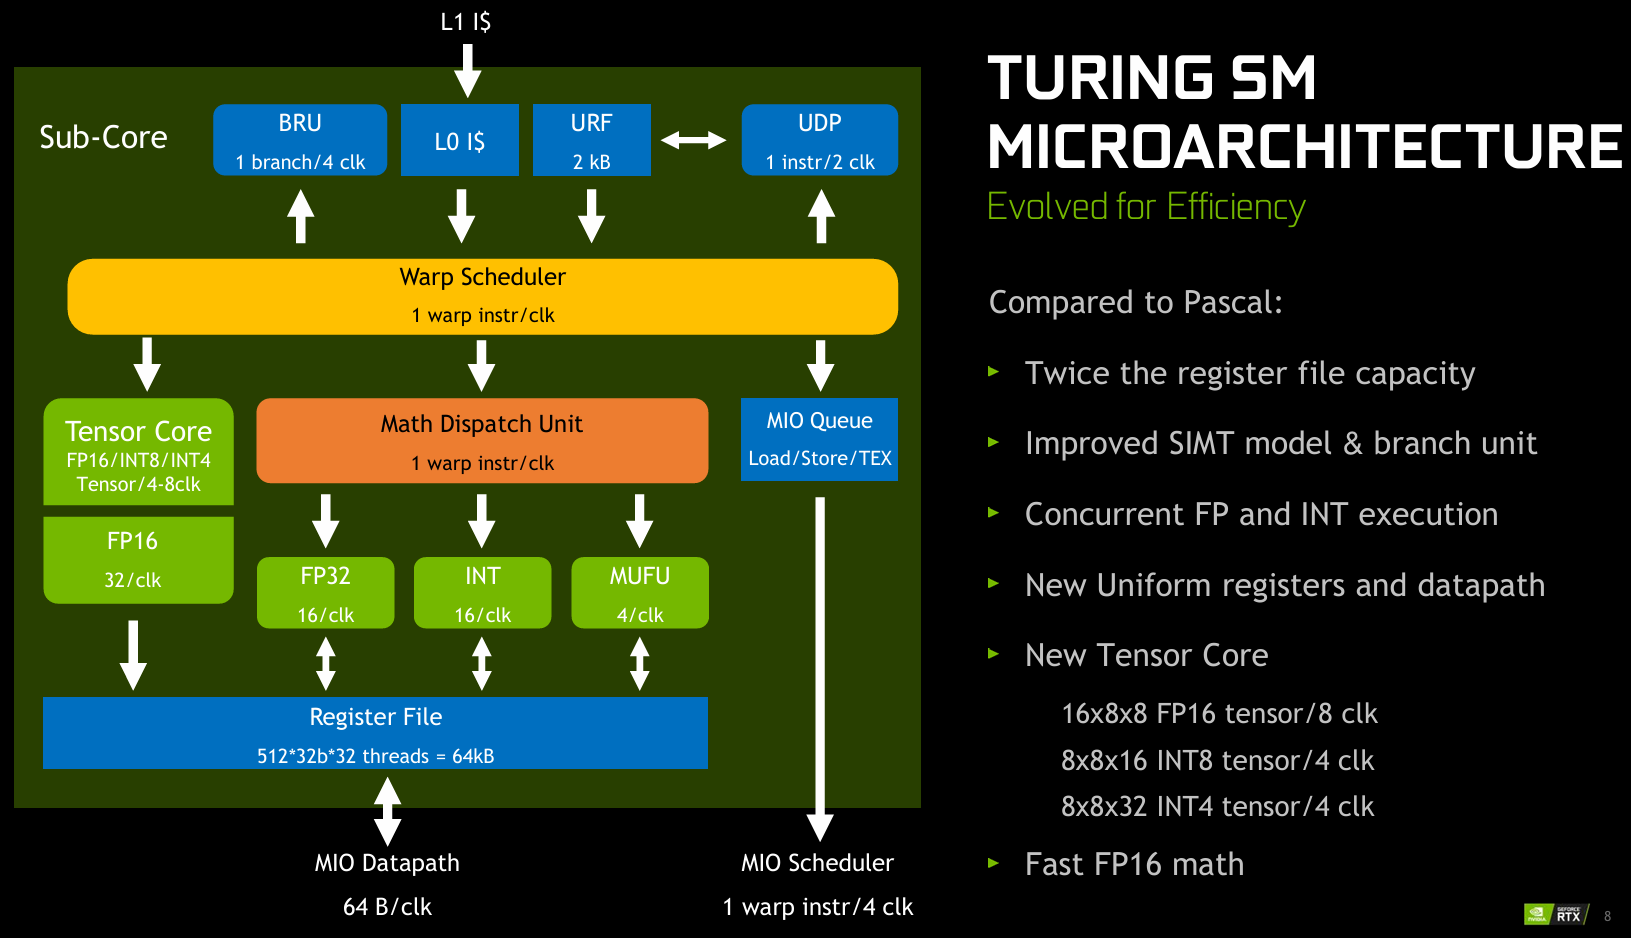 L1 I$
Sub-Core
BRU
1 branch/4 clk
L0 I$
URF
2 kB
UDP
1 instr/2 clk
Warp Scheduler
1 warp instr/clk
Tensor Core
FP16/INT8/INT4
Tensor/4-8clk
FP16
32/clk
Math Dispatch Unit
1 warp instr/clk
MIO Queue
Load/Store/TEX
FP32
16/clk
INT
16/clk
MUFU
4/clk
Register File
512*32b*32 threads = 64kB
MIO Datapath
64 B/clk
MIO Scheduler
1 warp instr/4 clk
TURING SM
MICROARCHITECTURE
Evolved for Efficiency
Compared to Pascal:
Twice the register file capacity
Improved SIMT model & branch unit
Concurrent FP and INT execution
New Uniform registers and datapath
New Tensor Core
16x8x8 FP16 tensor/8 clk
8x8x16 INT8 tensor/4 clk
8x8x32 INT4 tensor/4 clk
Fast FP16 math
NVIDIA
GEFORCE
RTX
8